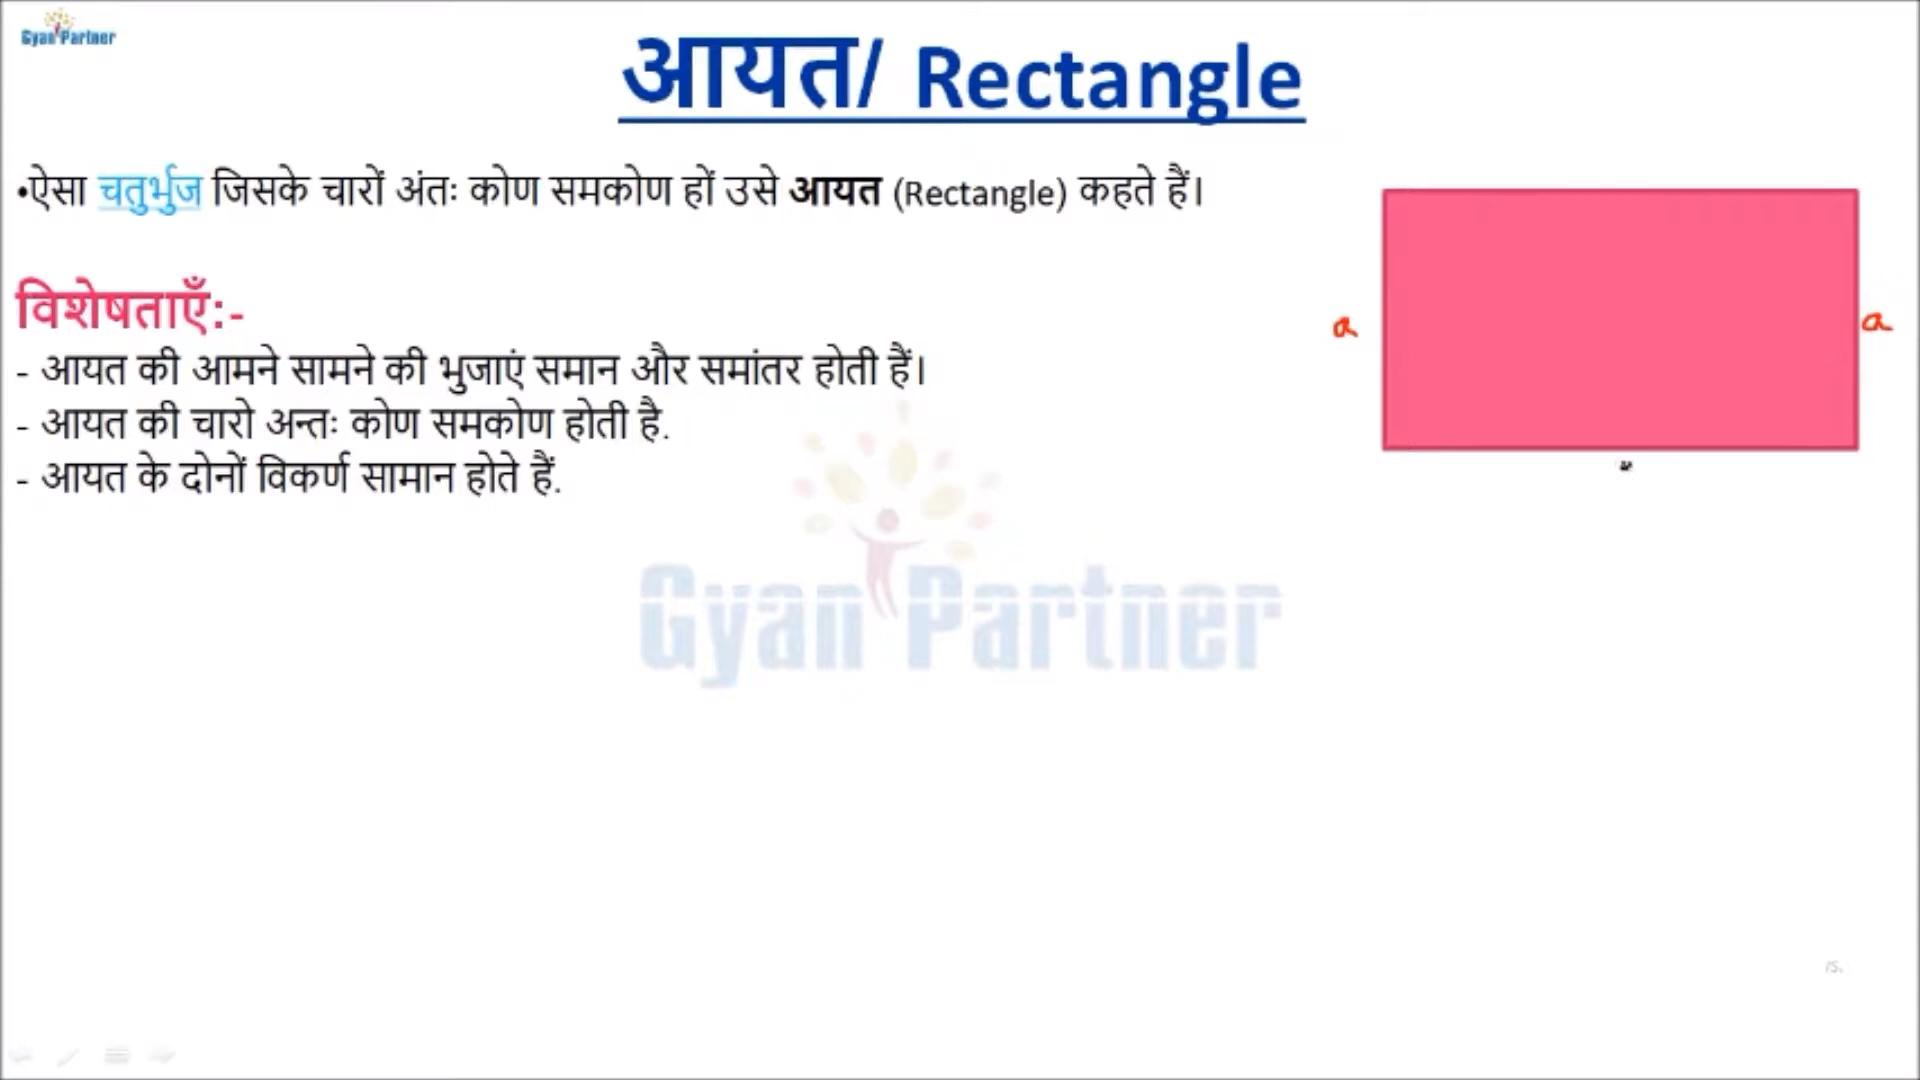 Gyan Partner
आयत/ Rectangle
•ऐसा चतुर्भुज जिसके चारों अंतः कोण समकोण हों उसे आयत (Rectangle) कहते हैं।
विशेषताएँ:-
- आयत की आमने सामने की भुजाएं समान और समांतर होती हैं।
- आयत की चारो अन्तः कोण समकोण होती है.
- आयत के दोनों विकर्ण सामान होते हैं.
a
a
Gyan Partner